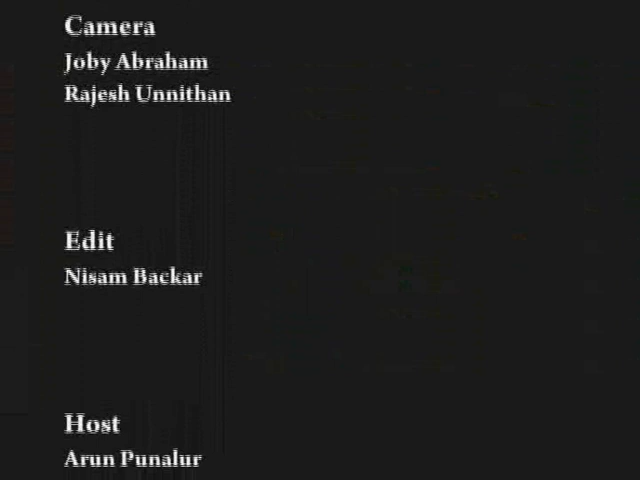 Camera
Joby Abraham
Rajesh Unnithan
Edit
Nisam Backar
Host
Arun Punalur